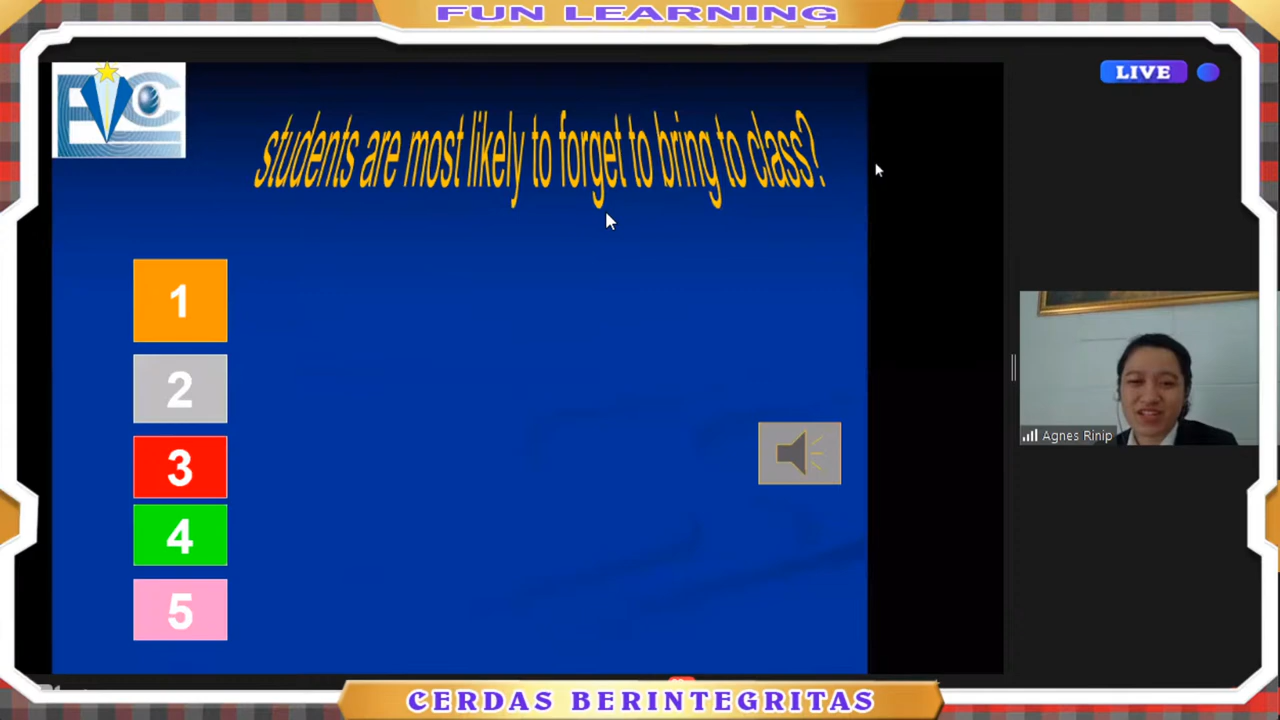 FUN LEARNING
LIVE
EC
students are most likely to forget to bring to class?
1
2
3
4
5
Agnes Rinip
CERDAS BERINTEGRITAS